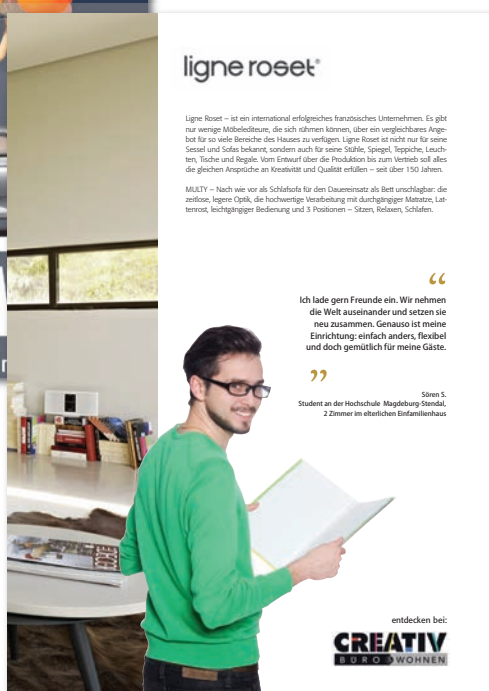 ligne roset®
Ligne Roset – ist ein international erfolgreiches französisches Unternehmen. Es gibt
nur wenige Möbelediteure, die sich rühmen können, über ein vergleichbares Ange-
bot für so viele Bereiche des Hauses zu verfügen. Ligne Roset ist nicht nur für seine
Sessel und Sofas bekannt, sondern auch für seine Stühle, Spiegel, Teppiche, Leuch-
ten, Tische und Regale. Vom Entwurf über die Produktion bis zum Vertrieb soll alles
die gleichen Ansprüche an Kreativität und Qualität erfüllen – seit über 150 Jahren.
MULTY – Nach wie vor als Schlafsofa für den Dauereinsatz als Bett unschlagbar: die
zeitlose, legere Optik, die hochwertige Verarbeitung mit durchgängiger Matratze, Lat-
tenrost, leichtgängiger Bedienung und 3 Positionen – Sitzen, Relaxen, Schlafen.
“
Ich lade gern Freunde ein. Wir nehmen
die Welt auseinander und setzen sie
neu zusammen. Genauso ist meine
Einrichtung: einfach anders, flexibel
und doch gemütlich für meine Gäste.
”
Sören S.
Student an der Hochschule Magdeburg-Stendal,
2 Zimmer im elterlichen Einfamilienhaus
entdecken bei:
CREATIV
BÜRO WOHNEN